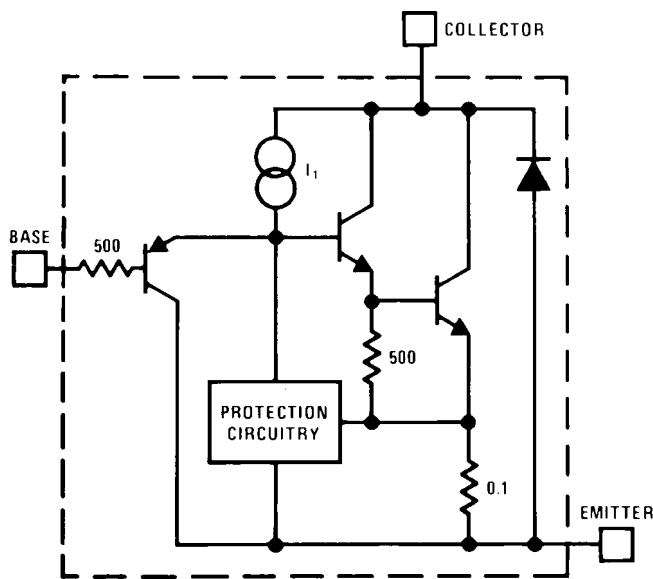 COLLECTOR
I₁
BASE
500
500
PROTECTION
CIRCUITRY
0.1
EMITTER